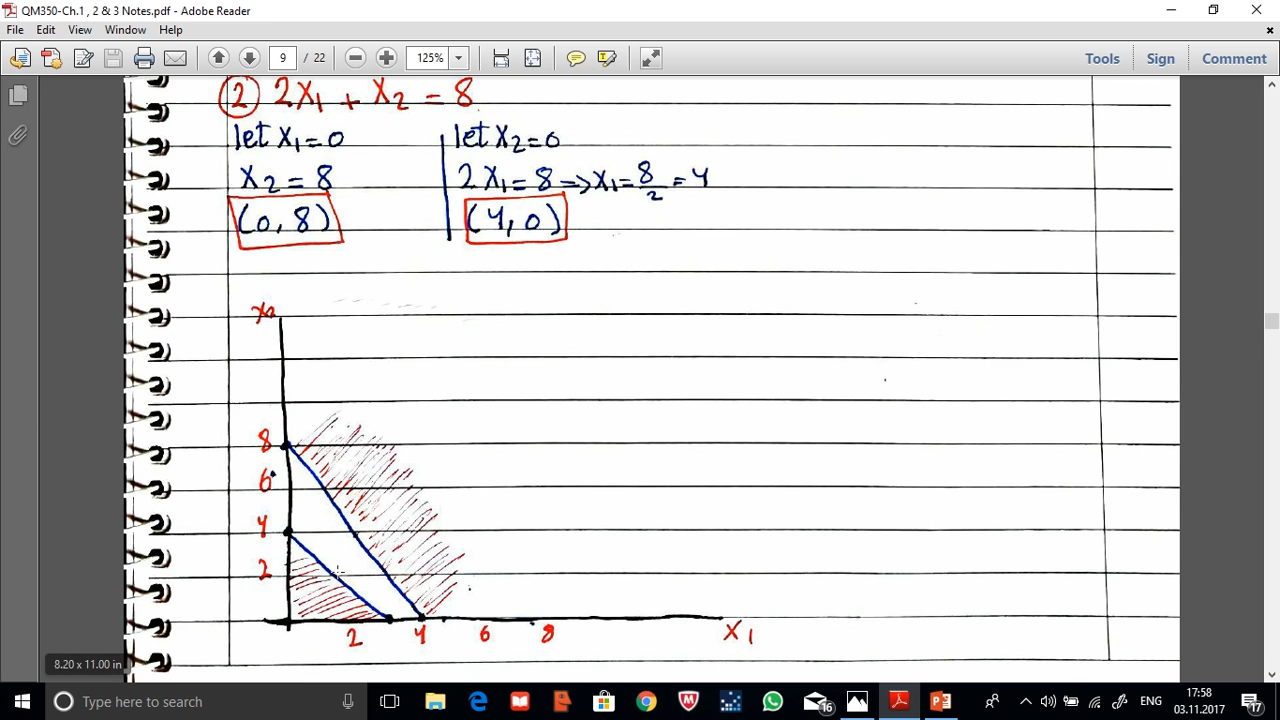 QM350-Ch.1 , 2 & 3 Notes.pdf - Adobe Reader
File Edit View Window Help
9 / 22 125% Tools Sign Comment
② 2X₁ + X₂ = 8
let X₁ = 0 let X₂ = 0
X₂ = 8 2X₁ = 8 => X₁ = 8/2 = 4
(0, 8) (4, 0)
X₂
8
6
4
2
2 4 6 8 X₁
8.20 x 11.00 in
Type here to search
16
ENG
17:58
03.11.2017
17